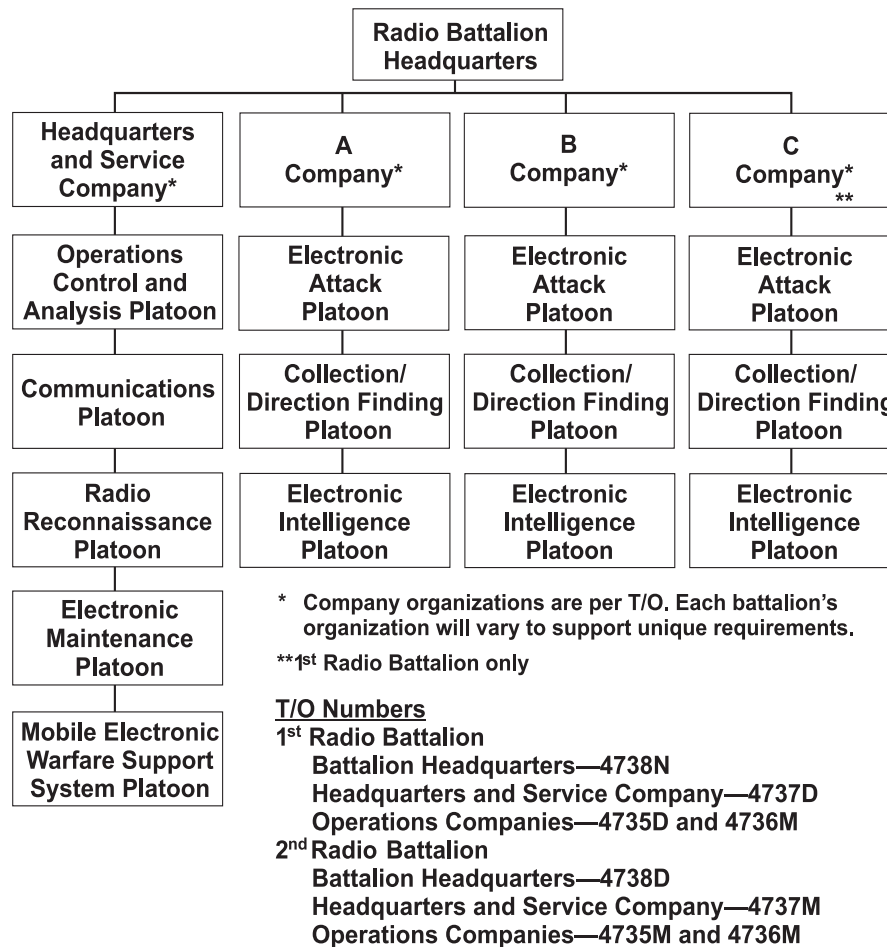 Radio Battalion
Headquarters
Headquarters
and Service
Company*
A
Company*
B
Company*
C
Company*
**
Operations
Control and
Analysis Platoon
Electronic
Attack
Platoon
Electronic
Attack
Platoon
Electronic
Attack
Platoon
Communications
Platoon
Collection/
Direction Finding
Platoon
Collection/
Direction Finding
Platoon
Collection/
Direction Finding
Platoon
Radio
Reconnaissance
Platoon
Electronic
Intelligence
Platoon
Electronic
Intelligence
Platoon
Electronic
Intelligence
Platoon
Electronic
Maintenance
Platoon
Mobile Electronic
Warfare Support
System Platoon
* Company organizations are per T/O. Each battalion’s
organization will vary to support unique requirements.
**1st Radio Battalion only
T/O Numbers
1st Radio Battalion
Battalion Headquarters—4738N
Headquarters and Service Company—4737D
Operations Companies—4735D and 4736M
2nd Radio Battalion
Battalion Headquarters—4738D
Headquarters and Service Company—4737M
Operations Companies—4735M and 4736M